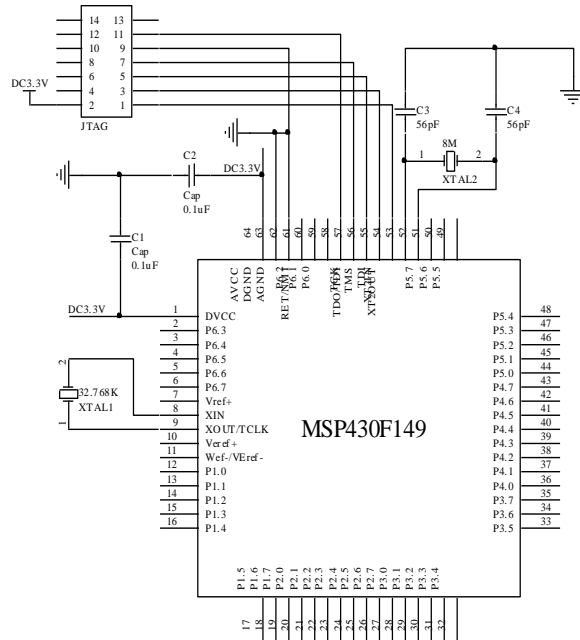 14 13
12 11
10 9
8 7
6 5
4 3
2 1
DC3.3V
JTAG
C3
56pF
C4
56pF
8M
1 2
XTAL2
C2
Cap
0.1uF
DC3.3V
C1
Cap
0.1uF
DC3.3V
64 63 62 61 60 59 58 57 56 55 54 53 52 51 50 49
AVCC
DGND
AGND
P6.2
RET/NMI
P6.1
P6.0
TDO/TDI
TMS
TDI
XT2OUT
P5.7
P5.6
P5.5
1 DVCC
2 P6.3
3 P6.4
4 P6.5
5 P6.6
6 P6.7
7 Vref+
8 XIN
9 XOUT/TCLK
10 Veref+
11 Wef-/VEref-
12 P1.0
13 P1.1
14 P1.2
15 P1.3
16 P1.4
2
32.768K
XTAL1
1
MSP430F149
P5.4 48
P5.3 47
P5.2 46
P5.1 45
P5.0 44
P4.7 43
P4.6 42
P4.5 41
P4.4 40
P4.3 39
P4.2 38
P4.1 37
P4.0 36
P3.7 35
P3.6 34
P3.5 33
P1.5 P1.6 P1.7 P2.0 P2.1 P2.2 P2.3 P2.4 P2.5 P2.6 P2.7 P3.0 P3.1 P3.2 P3.3 P3.4
17 18 19 20 21 22 23 24 25 26 27 28 29 30 31 32